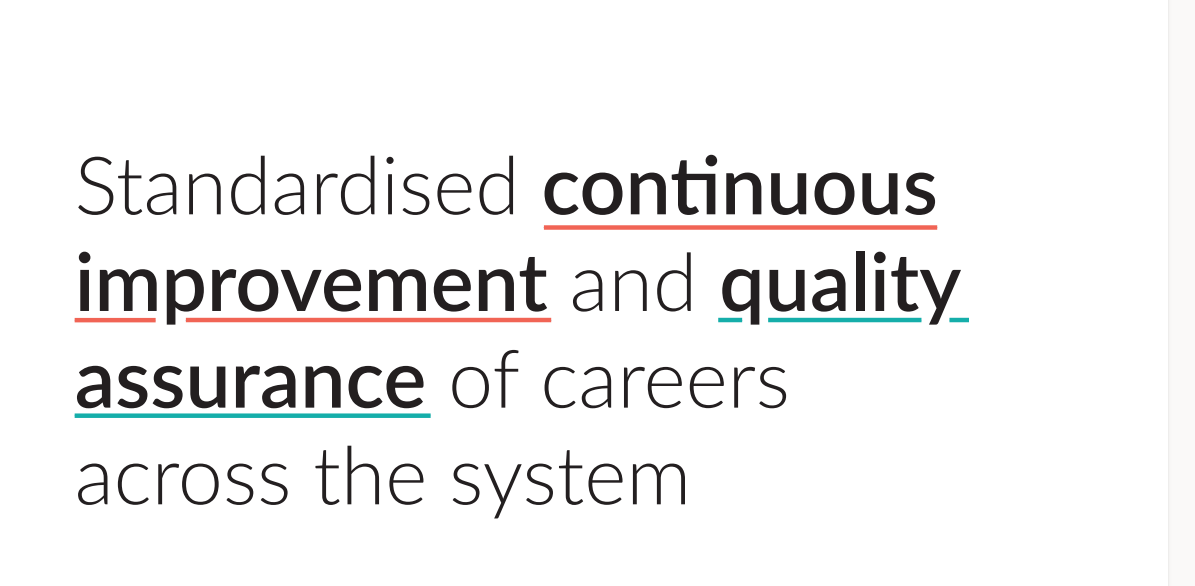 Standardised continuous
improvement and quality
assurance of careers
across the system